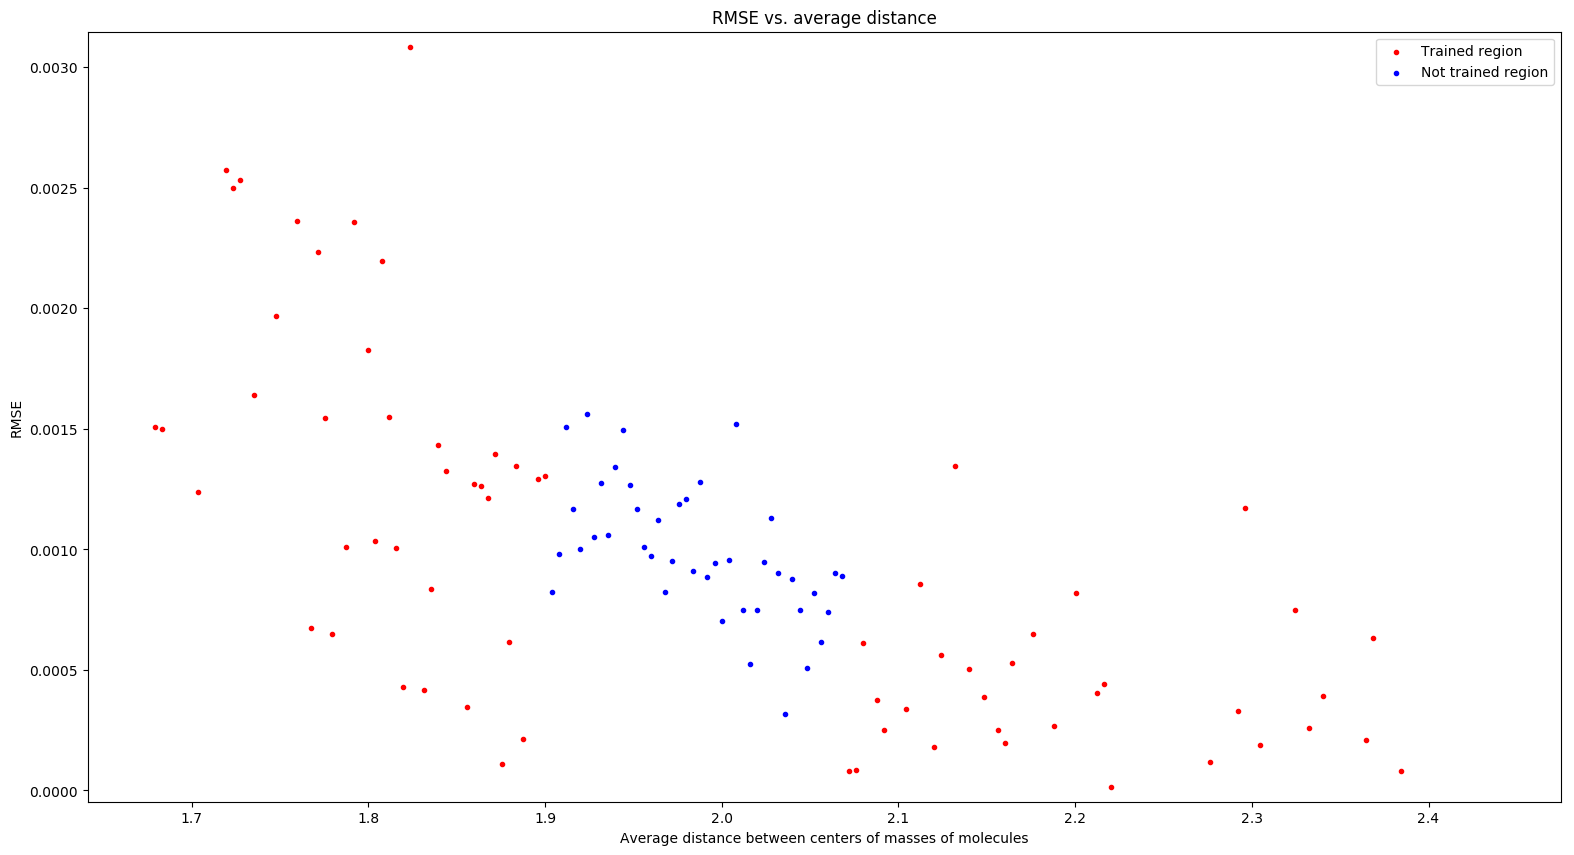 RMSE vs. average distance
Trained region
Not trained region
0.0030
0.0025
0.0020
0.0015
0.0010
0.0005
0.0000
RMSE
1.7 1.8 1.9 2.0 2.1 2.2 2.3 2.4
Average distance between centers of masses of molecules